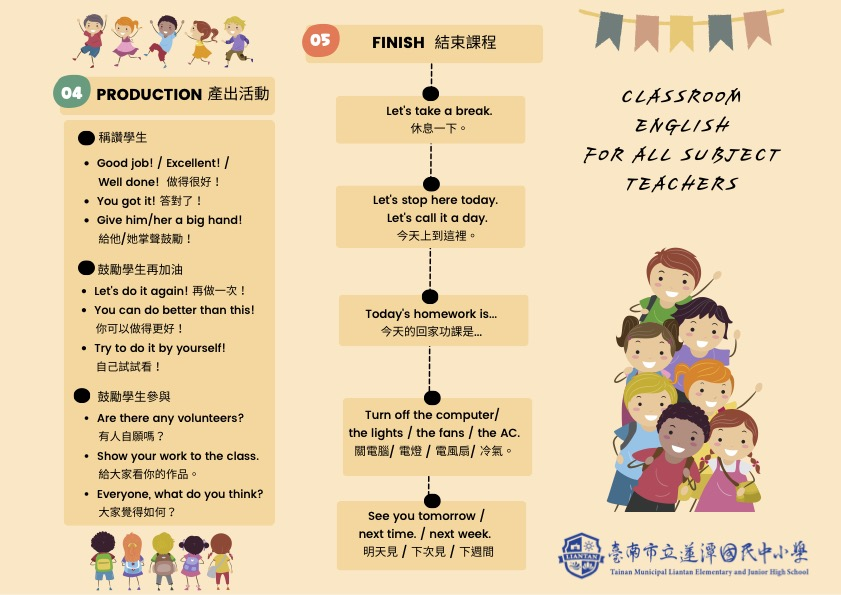 04
PRODUCTION 產出活動
稱讚學生
• Good job! / Excellent! /
Well done! 做得很好！
• You got it! 答對了！
• Give him/her a big hand!
給他/她掌聲鼓勵！
鼓勵學生再加油
• Let's do it again! 再做一次！
• You can do better than this!
你可以做得更好！
• Try to do it by yourself!
自己試試看！
鼓勵學生參與
• Are there any volunteers?
有人自願嗎？
• Show your work to the class.
給大家看你的作品。
• Everyone, what do you think?
大家覺得如何？
05
FINISH 結束課程
Let's take a break.
休息一下。
Let's stop here today.
Let's call it a day.
今天上到這裡。
Today's homework is...
今天的回家功課是...
Turn off the computer/
the lights / the fans / the AC.
關電腦/ 電燈 / 電風扇/ 冷氣。
See you tomorrow /
next time. / next week.
明天見 / 下次見 / 下週間
CLASSROOM
ENGLISH
FOR ALL SUBJECT
TEACHERS
LIANTAN
臺南市立蓮潭國民中小學
Tainan Municipal Liantan Elementary and Junior High School